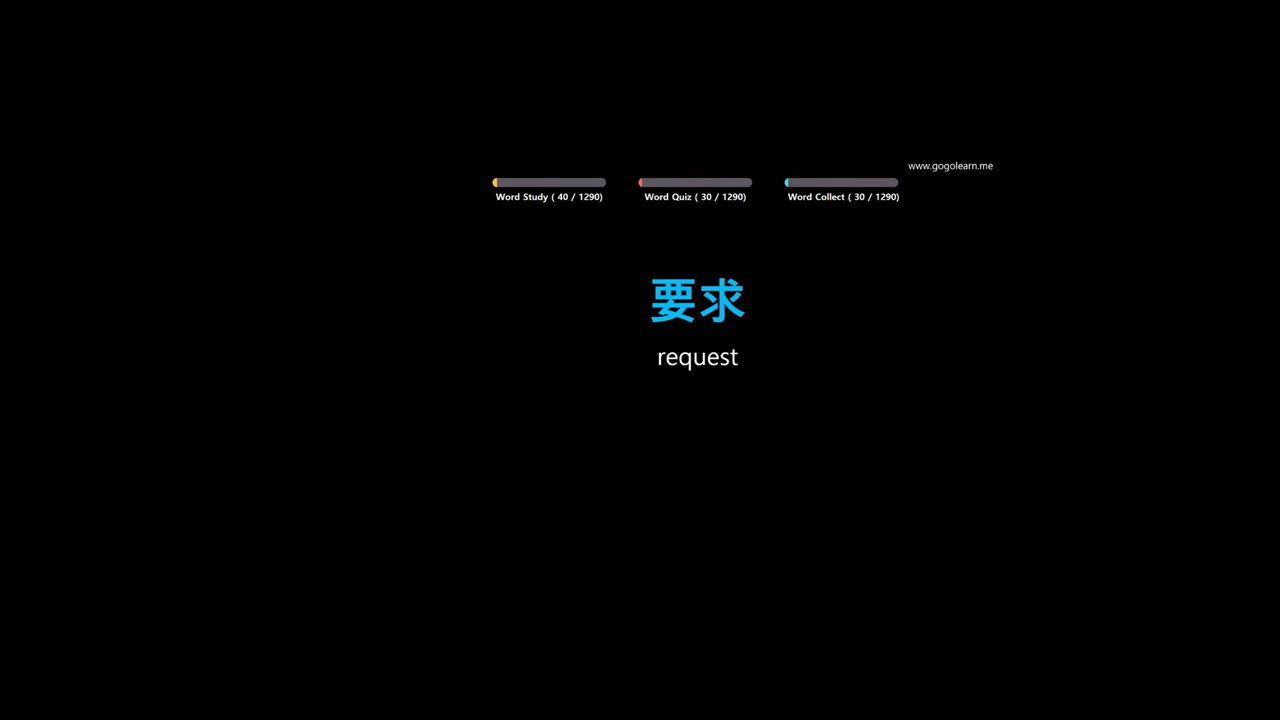 www.gogolearn.me
Word Study ( 40 / 1290)
Word Quiz ( 30 / 1290)
Word Collect ( 30 / 1290)
要求
request